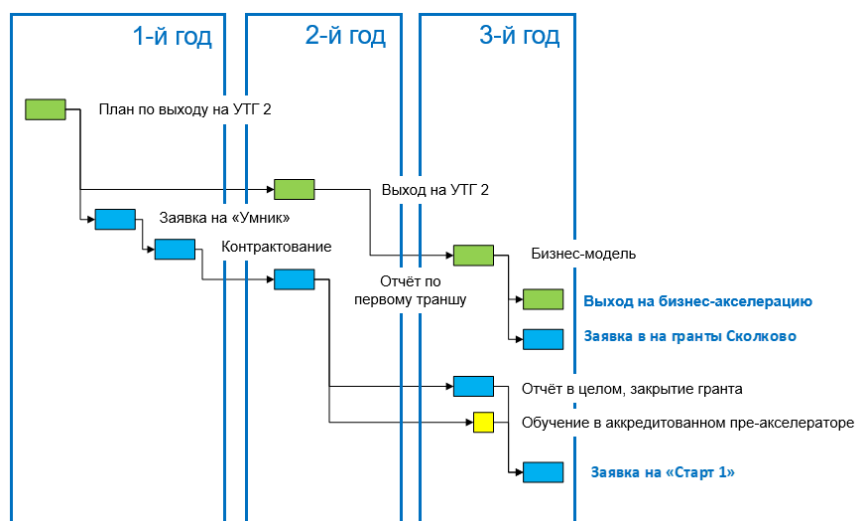 1-й год
2-й год
3-й год
План по выходу на УТГ 2
Выход на УТГ 2
Заявка на «Умник»
Контрактование
Бизнес-модель
Отчёт по
первому траншу
Выход на бизнес-акселерацию
Заявка в на гранты Сколково
Отчёт в целом, закрытие гранта
Обучение в аккредитованном пре-акселераторе
Заявка на «Старт 1»